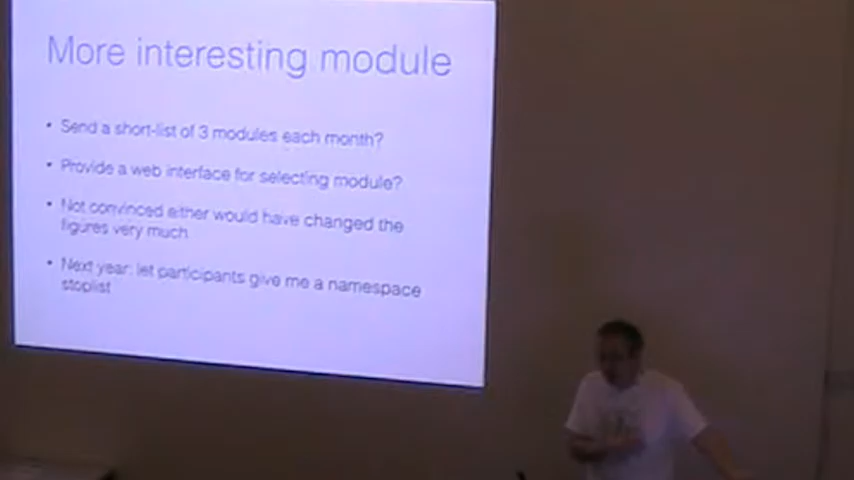 More interesting module
• Send a short-list of 3 modules each month?
• Provide a web interface for selecting module?
• Not convinced either would have changed the
figures very much
• Next year: let participants give me a namespace
stoplist